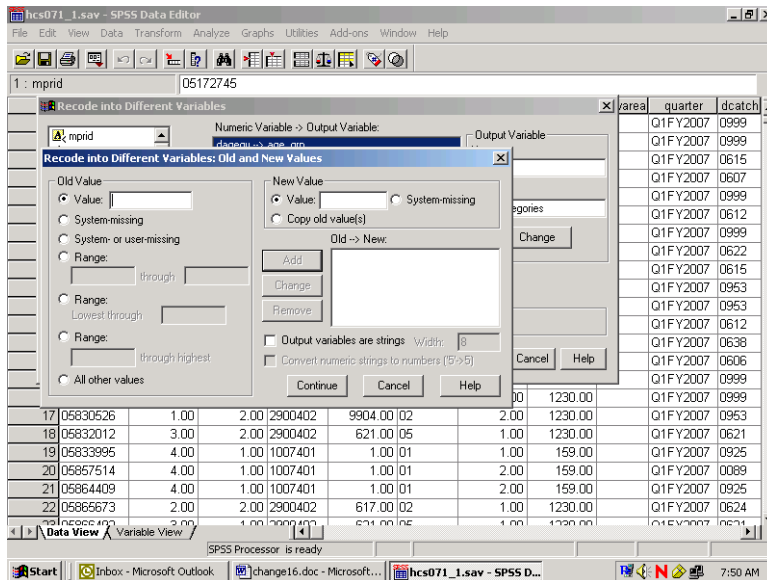 hcs071_1.sav - SPSS Data Editor
File Edit View Data Transform Analyze Graphs Utilities Add-ons Window Help
1 : mprid 05172745
Recode into Different Variables
varea quarter dcatch
mprid
Numeric Variable -> Output Variable:
Output Variable
Q1FY2007 0999
Q1FY2007 0999
Recode into Different Variables: Old and New Values
Q1FY2007 0615
Old Value
New Value
Q1FY2007 0607
Value:
Value:
System-missing
egories
Q1FY2007 0999
System-missing
Copy old value(s)
Q1FY2007 0612
System- or user-missing
Old --> New:
Change
Q1FY2007 0999
Range:
Add
Q1FY2007 0622
through
Q1FY2007 0615
Change
Q1FY2007 0953
Range:
Lowest through
Remove
Q1FY2007 0953
Q1FY2007 0612
Range:
Output variables are strings Width: 8
Q1FY2007 0638
through highest
Convert numeric strings to numbers ('5'->5)
Cancel Help
Q1FY2007 0606
All other values
Continue Cancel Help
Q1FY2007 0999
00 1230.00 Q1FY2007 0999
17 05830526 1.00 2.00 2900402 9904.00 02 2.00 1230.00 Q1FY2007 0953
18 05832012 3.00 2.00 2900402 621.00 05 1.00 1230.00 Q1FY2007 0621
19 05833995 4.00 1.00 1007401 1.00 01 1.00 159.00 Q1FY2007 0925
20 05857514 4.00 1.00 1007401 1.00 01 2.00 159.00 Q1FY2007 0089
21 05864409 4.00 1.00 1007401 1.00 01 2.00 159.00 Q1FY2007 0925
22 05865673 2.00 2.00 2900402 617.00 02 1.00 1230.00 Q1FY2007 0624
Data View Variable View
SPSS Processor is ready
Start Inbox - Microsoft Outlook change16.doc - Microsoft... hcs071_1.sav - SPSS D... 7:50 AM